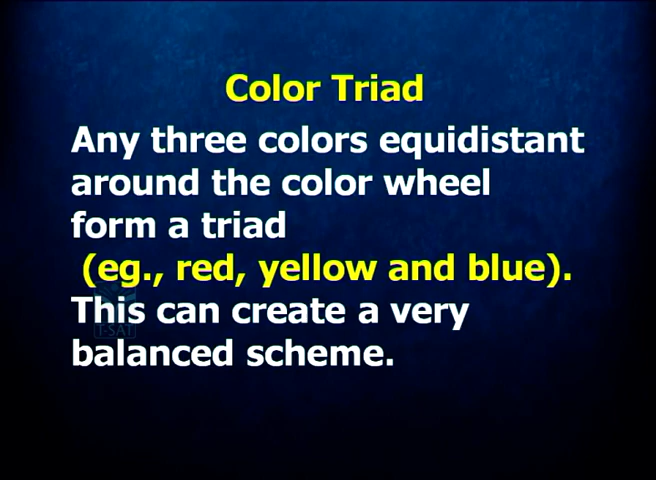 Color Triad
Any three colors equidistant
around the color wheel
form a triad
(eg., red, yellow and blue).
This can create a very
balanced scheme.
T-SAT